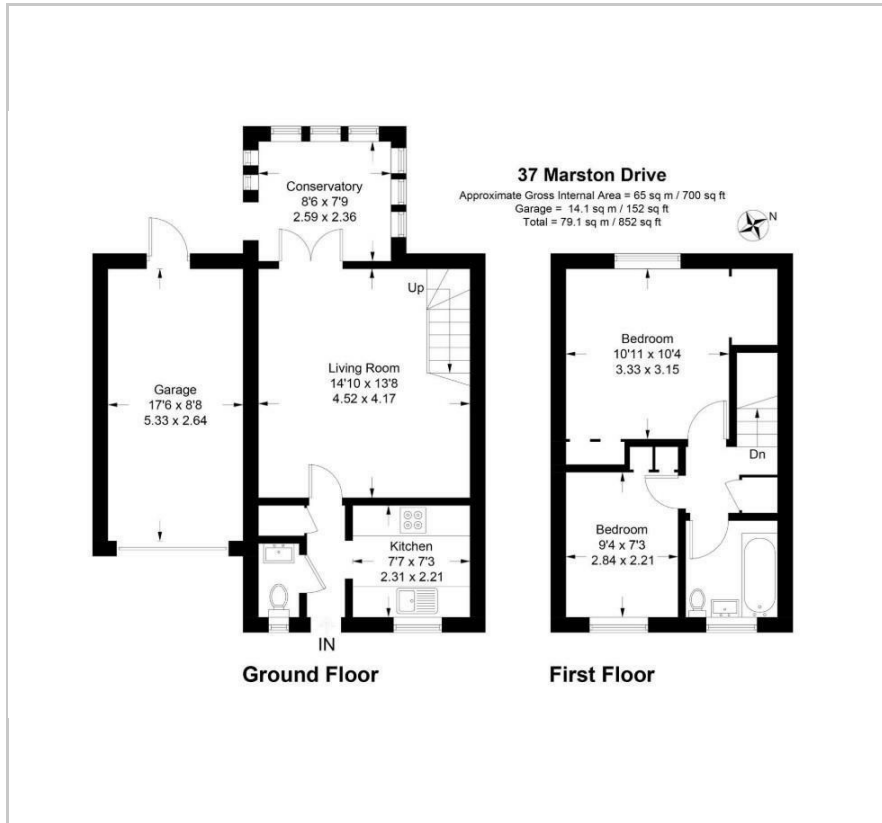 37 Marston Drive
Approximate Gross Internal Area = 65 sq m / 700 sq ft
Garage = 14.1 sq m / 152 sq ft
Total = 79.1 sq m / 852 sq ft
N
Conservatory
8'6 x 7'9
2.59 x 2.36
Up
Living Room
14'10 x 13'8
4.52 x 4.17
Garage
17'6 x 8'8
5.33 x 2.64
Kitchen
7'7 x 7'3
2.31 x 2.21
IN
Ground Floor
Bedroom
10'11 x 10'4
3.33 x 3.15
Dn
Bedroom
9'4 x 7'3
2.84 x 2.21
First Floor